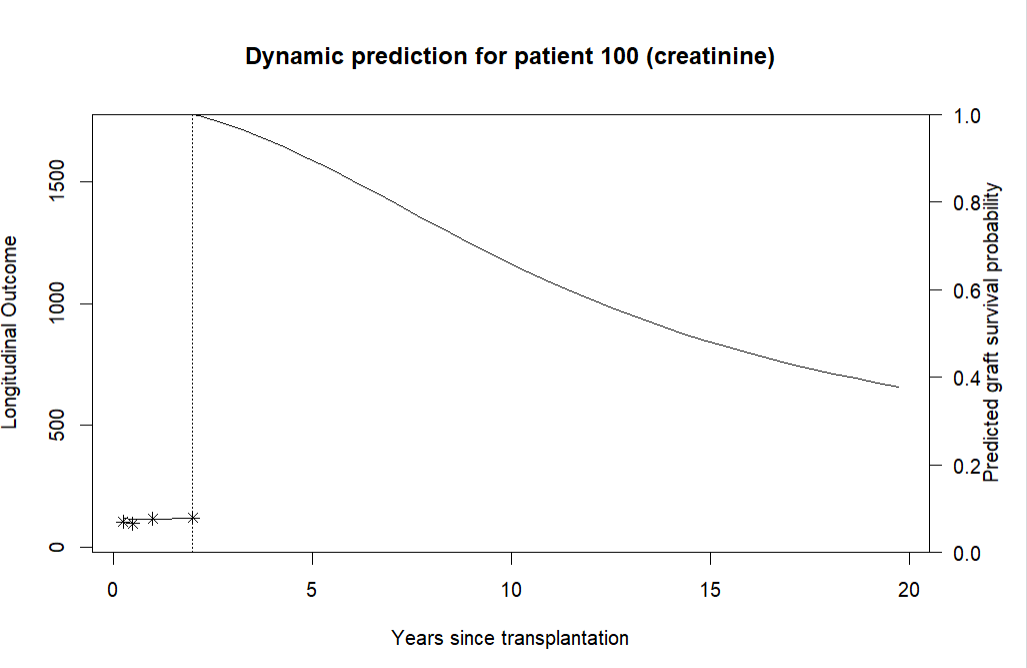 Dynamic prediction for patient 100 (creatinine)
Longitudinal Outcome
1500
1000
500
0
1.0
0.8
0.6
0.4
0.2
0.0
Predicted graft survival probability
0 5 10 15 20
Years since transplantation